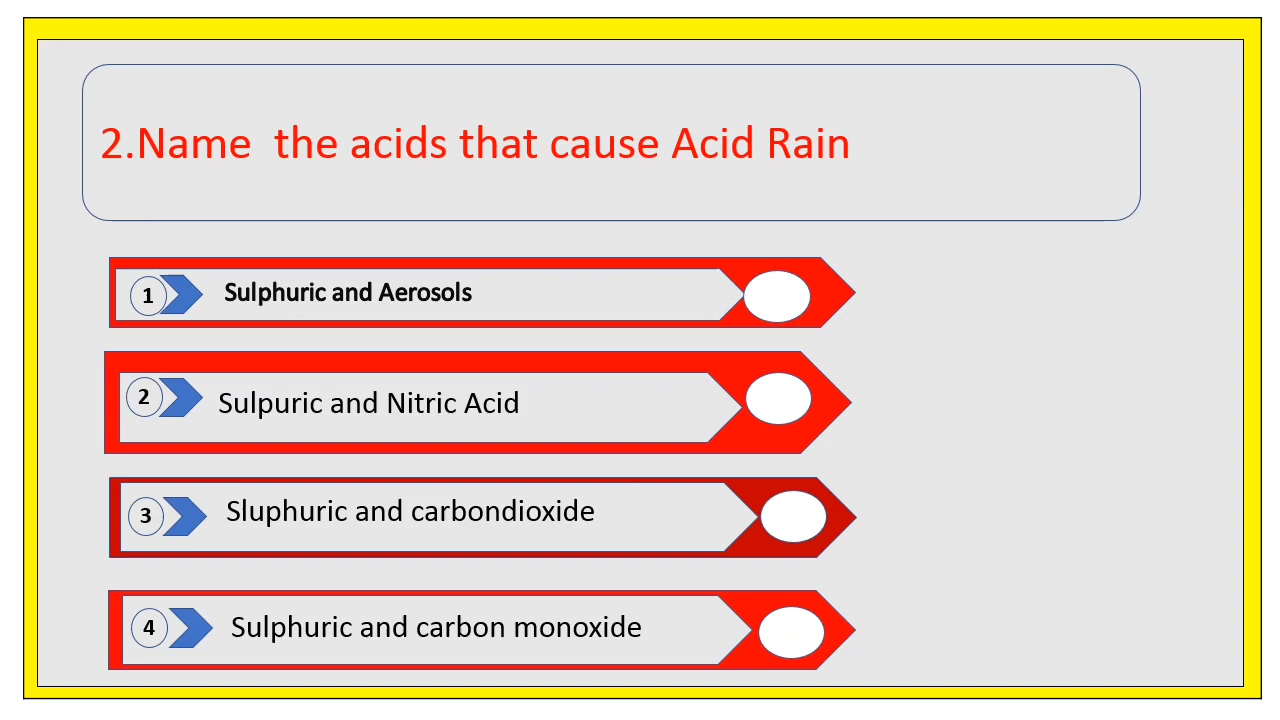 2.Name  the acids that cause Acid Rain
1 Sulphuric and Aerosols
2 Sulpuric and Nitric Acid
3 Sluphuric and carbondioxide
4 Sulphuric and carbon monoxide